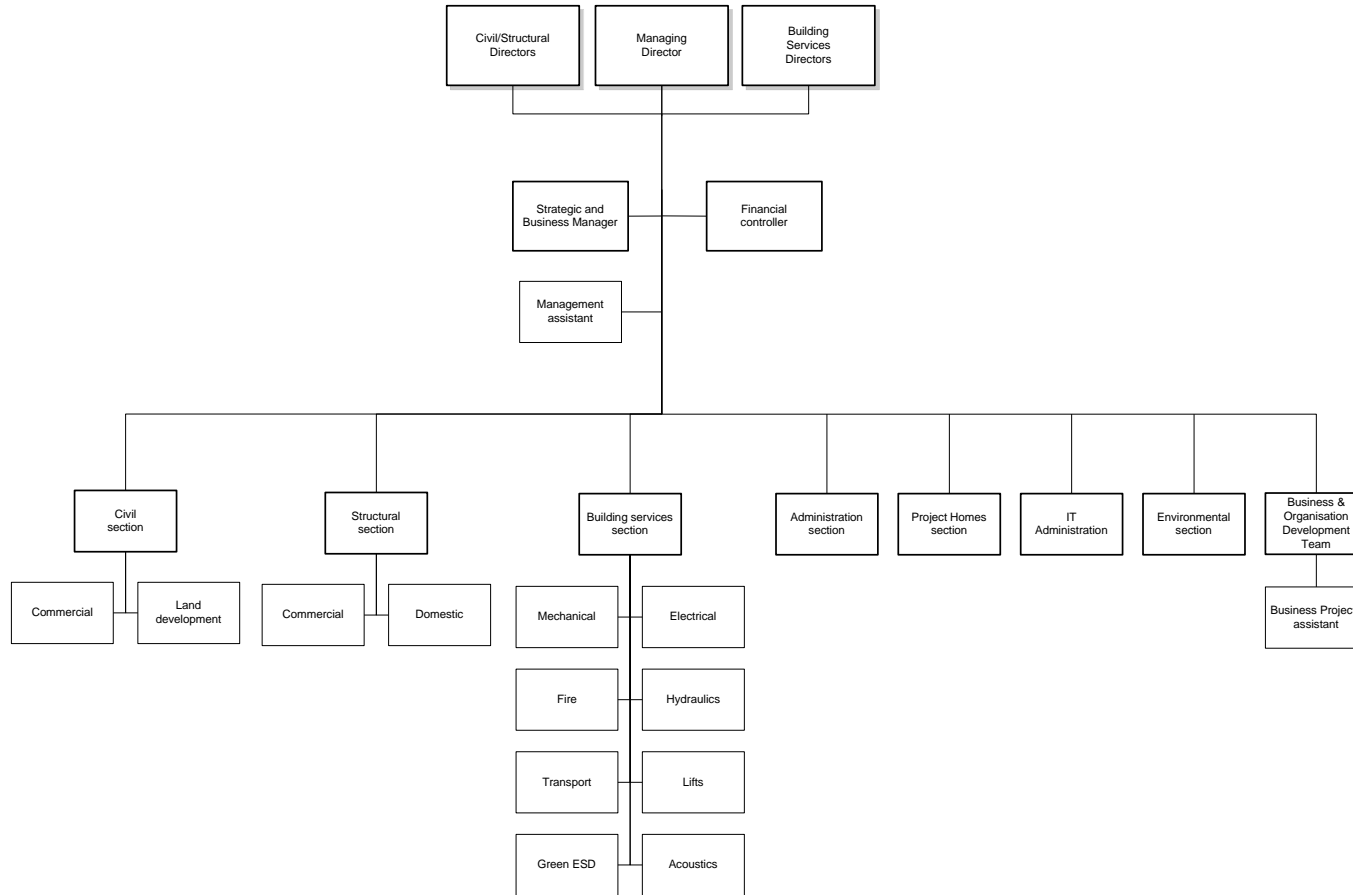 Civil/Structural
Directors
Managing
Director
Building
Services
Directors
Strategic and
Business Manager
Financial
controller
Management
assistant
Civil
section
Structural
section
Building services
section
Administration
section
Project Homes
section
IT
Administration
Environmental
section
Business &
Organisation
Development
Team
Commercial
Land
development
Commercial
Domestic
Mechanical
Electrical
Business Project
assistant
Fire
Hydraulics
Transport
Lifts
Green ESD
Acoustics